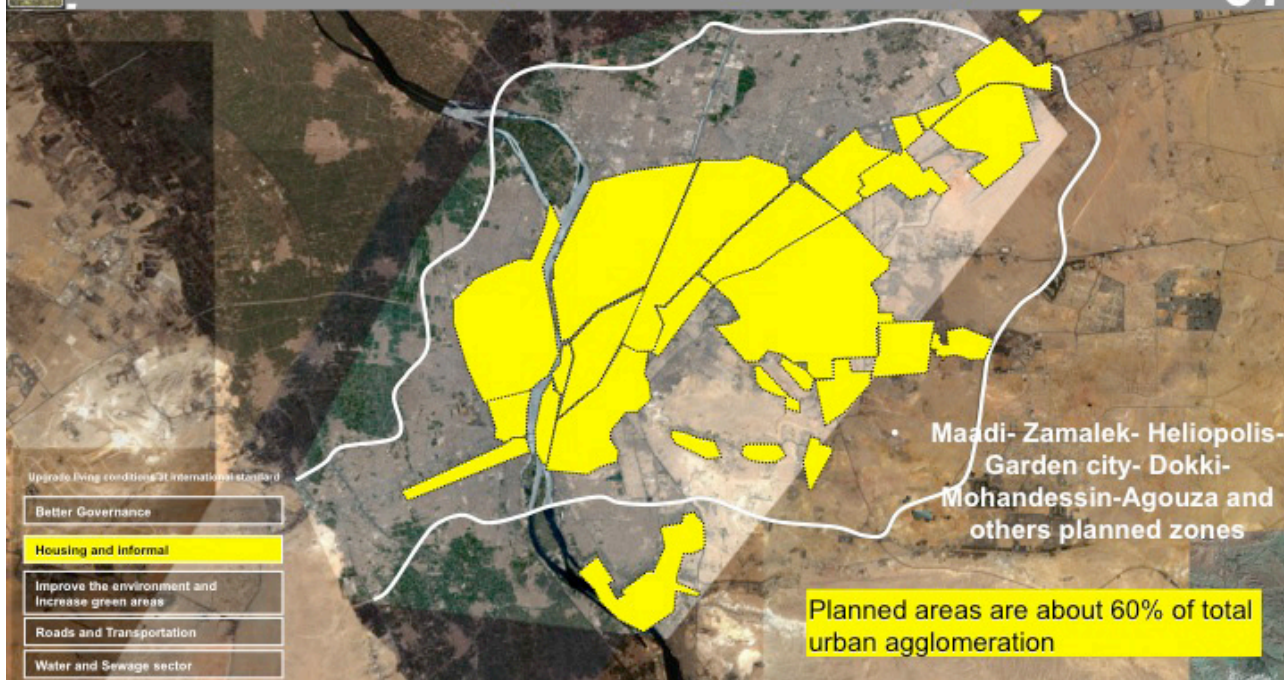 Upgrade living conditions at international standard
Better Governance
Housing and informal
Improve the environment and
Increase green areas
Roads and Transportation
Water and Sewage sector
• Maadi- Zamalek- Heliopolis-
Garden city- Dokki-
Mohandessin-Agouza and
others planned zones
Planned areas are about 60% of total
urban agglomeration